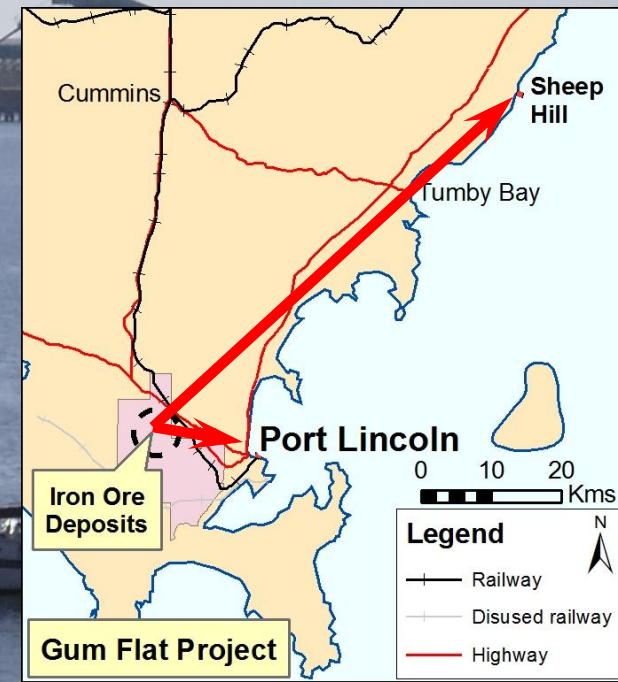 Cummins
Sheep
Hill
Tumby Bay
Port Lincoln
Iron Ore
Deposits
0 10 20
Kms
Legend
N
Railway
Disused railway
Highway
Gum Flat Project